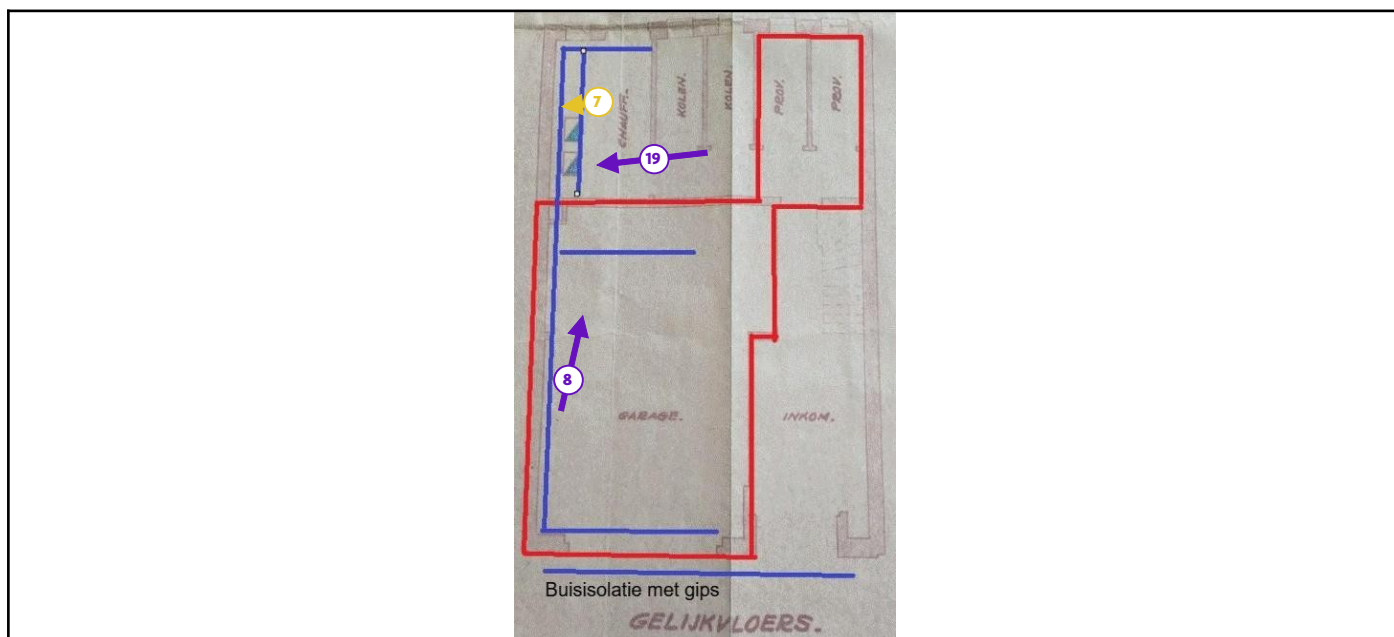 7
CHAUFF.
KOLEN.
KOLEN.
PROV.
PROV.
19
8
GARAGE.
INKOM.
Buisisolatie met gips
GELIJKVLOERS.